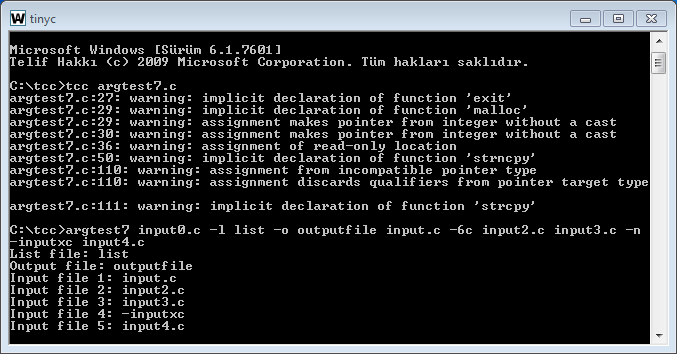 tinyc
Microsoft Windows [Sürüm 6.1.7601]
Telif Hakkı (c) 2009 Microsoft Corporation. Tüm hakları saklıdır.
C:\tcc>tcc argtest7.c
argtest7.c:27: warning: implicit declaration of function 'exit'
argtest7.c:29: warning: implicit declaration of function 'malloc'
argtest7.c:29: warning: assignment makes pointer from integer without a cast
argtest7.c:30: warning: assignment makes pointer from integer without a cast
argtest7.c:36: warning: assignment of read-only location
argtest7.c:50: warning: implicit declaration of function 'strncpy'
argtest7.c:110: warning: assignment from incompatible pointer type
argtest7.c:110: warning: assignment discards qualifiers from pointer target type
argtest7.c:111: warning: implicit declaration of function 'strcpy'
C:\tcc>argtest7 input0.c -l list -o outputfile input.c -6c input2.c input3.c -n
-inputxc input4.c
List file: list
Output file: outputfile
Input file 1: input.c
Input file 2: input2.c
Input file 3: input3.c
Input file 4: -inputxc
Input file 5: input4.c